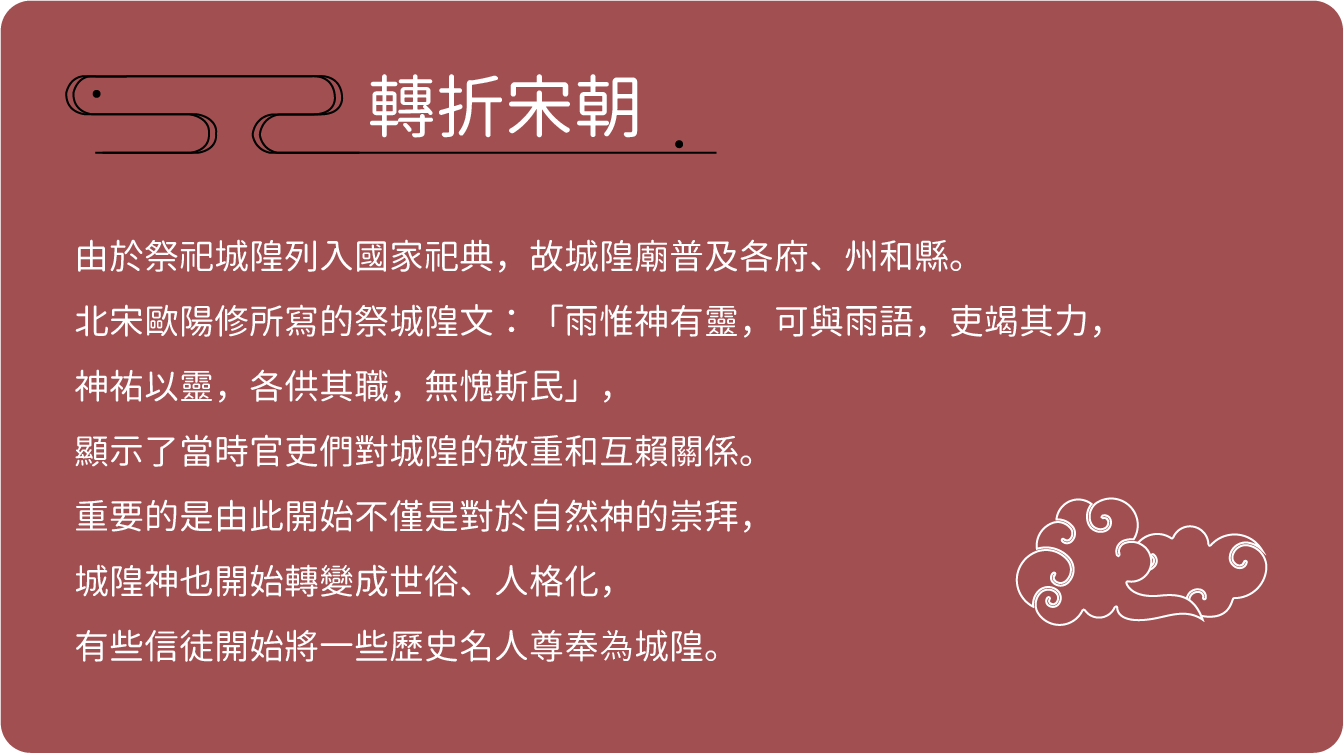 轉折宋朝
由於祭祀城隍列入國家祀典，故城隍廟普及各府、州和縣。
北宋歐陽修所寫的祭城隍文：「雨惟神有靈，可與雨語，吏竭其力，
神祐以靈，各供其職，無愧斯民」，
顯示了當時官吏們對城隍的敬重和互賴關係。
重要的是由此開始不僅是對於自然神的崇拜，
城隍神也開始轉變成世俗、人格化，
有些信徒開始將一些歷史名人尊奉為城隍。